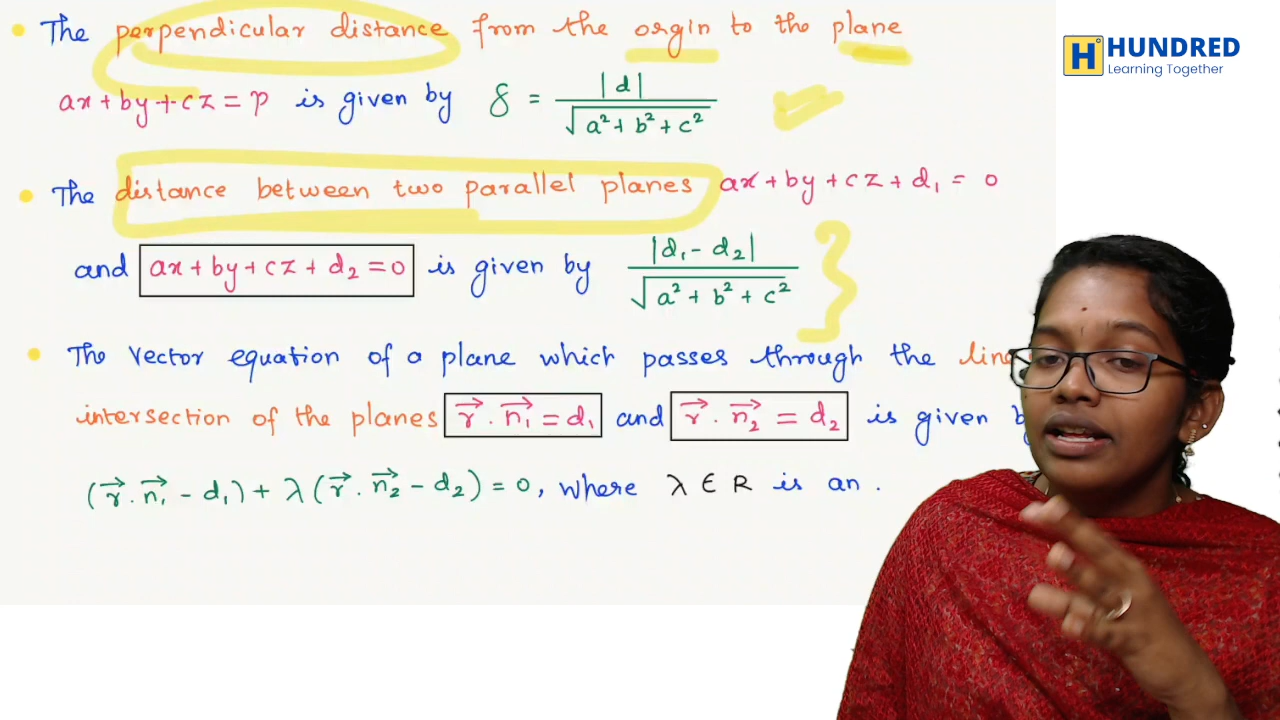 The perpendicular distance from the orgin to the plane
HUNDRED
Learning Together
ax + by + cz = p is given by δ = |d| / √(a² + b² + c²)
The distance between two parallel planes ax + by + cz + d₁ = 0
and ax + by + cz + d₂ = 0 is given by |d₁ - d₂| / √(a² + b² + c²)
The vector equation of a plane which passes through the
intersection of the planes r⃗ . n⃗₁ = d₁ and r⃗ . n⃗₂ = d₂ is given
(r⃗ . n⃗₁ - d₁) + λ (r⃗ . n⃗₂ - d₂) = 0, where λ ∈ R is an .